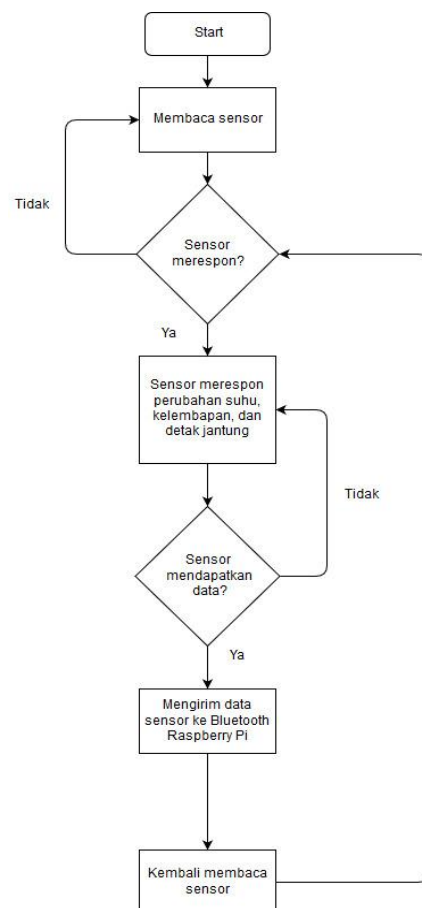 Start
Membaca sensor
Tidak
Sensor
merespon?
Ya
Sensor merespon
perubahan suhu,
kelembapan, dan
detak jantung
Tidak
Sensor
mendapatkan
data?
Ya
Mengirim data
sensor ke Bluetooth
Raspberry Pi
Kembali membaca
sensor